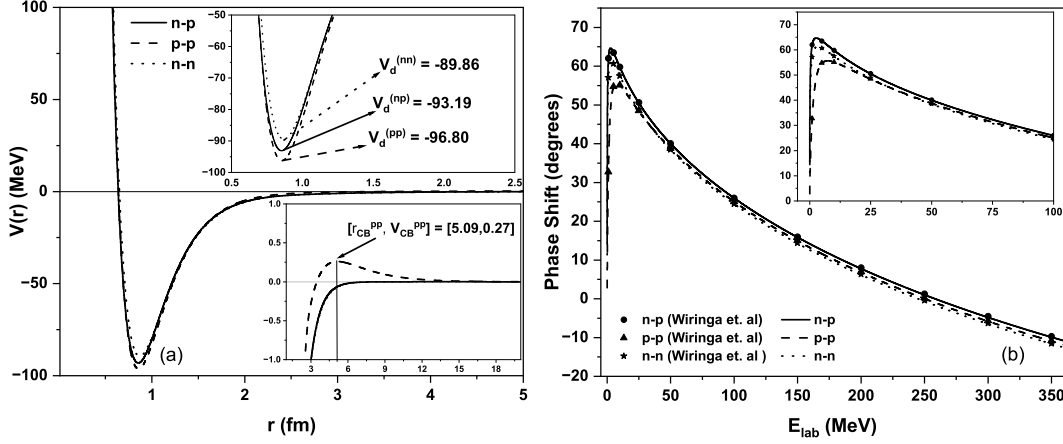 100
50
0
−50
−100
V(r) (MeV)
1 2 3 4 5
r (fm)
n-p
p-p
n-n
(a)
−50
−60
−70
−80
−90
−100
0.5 1.0 1.5 2.0 2.5
V_d^(nn) = -89.86
V_d^(np) = -93.19
V_d^(pp) = -96.80
[r_CB^pp, V_CB^pp] = [5.09,0.27]
1.0
0.5
0.0
−0.5
−1.0
3 6 9 12 15 18
70
60
50
40
30
20
10
0
−10
−20
Phase Shift (degrees)
0 50 100 150 200 250 300 350
E_lab (MeV)
n-p (Wiringa et. al) n-p
p-p (Wiringa et. al) p-p
n-n (Wiringa et. al ) n-n
(b)
70
60
50
40
30
20
10
0
0 25 50 75 100